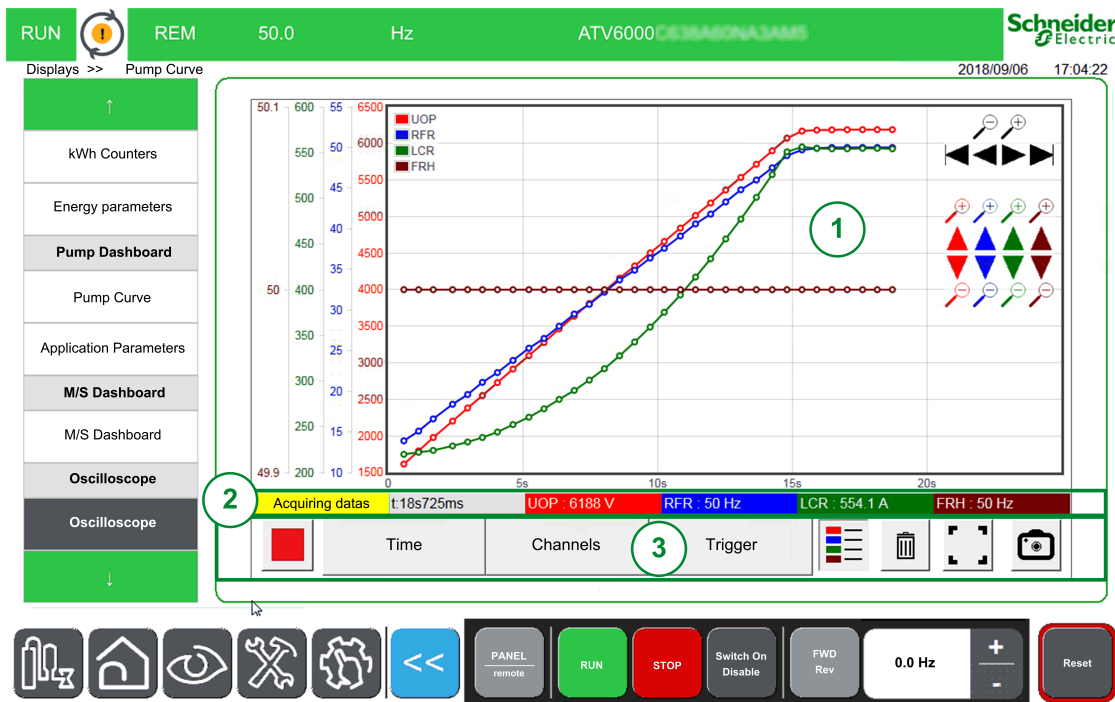 RUN
!
REM
50.0
Hz
ATV6000
Schneider
Electric
Displays >> Pump Curve
2018/09/06 17:04:22
↑
kWh Counters
Energy parameters
Pump Dashboard
Pump Curve
Application Parameters
M/S Dashboard
M/S Dashboard
Oscilloscope
Oscilloscope
↓
50.1
50
49.9
600
550
500
450
400
350
300
250
200
55
50
45
40
35
30
25
20
15
10
6500
6000
5500
5000
4500
4000
3500
3000
2500
2000
1500
UOP
RFR
LCR
FRH
0 5s 10s 15s 20s
1
2
Acquiring datas t:18s725ms UOP : 6188 V RFR : 50 Hz LCR : 554.1 A FRH : 50 Hz
Time
Channels
3
Trigger
<<
PANEL
remote
RUN
STOP
Switch On
Disable
FWD
Rev
0.0 Hz
+
-
Reset